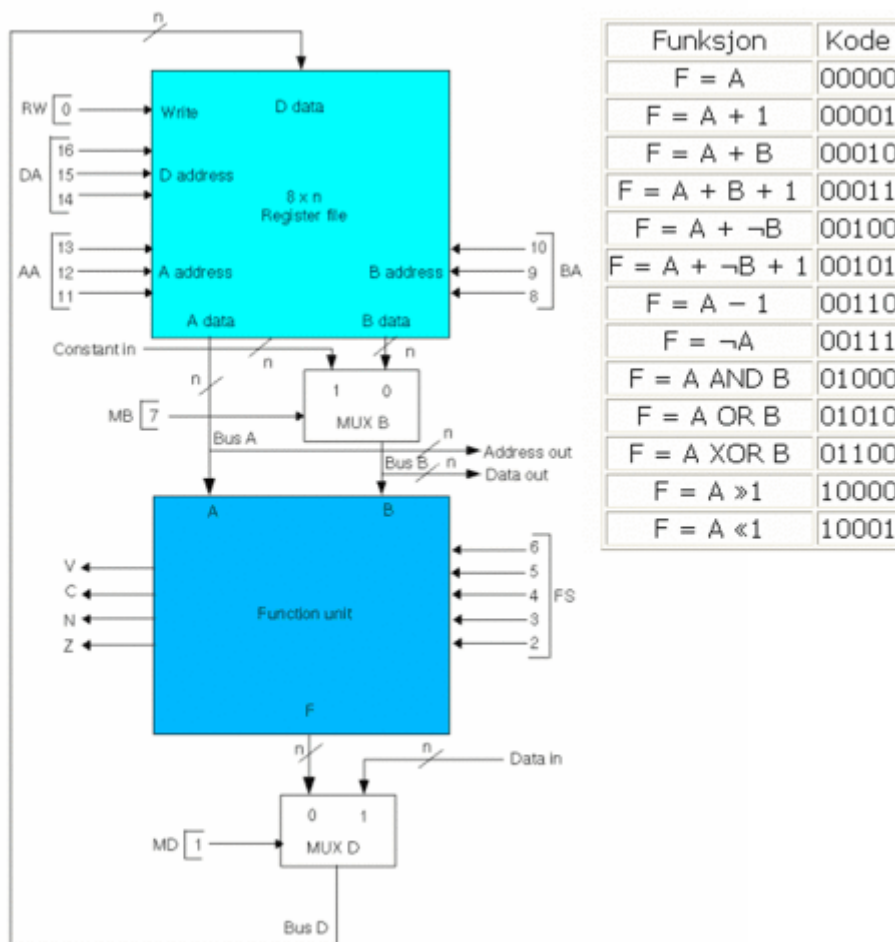 n
RW 0 Write D data
16
DA 15 D address
14
8 x n
Register file
13 10
AA 12 A address B address 9 BA
11 8
A data B data
Constant in n n
n 1 0
MB 7 MUX B
Bus A n Address out
Bus B n Data out
A B
6
V 5
C 4 FS
N Function unit 3
Z 2
F
n n Data in
0 1
MD 1 MUX D
Bus D
Funksjon Kode
F = A 00000
F = A + 1 00001
F = A + B 00010
F = A + B + 1 00011
F = A + ¬B 00100
F = A + ¬B + 1 00101
F = A − 1 00110
F = ¬A 00111
F = A AND B 01000
F = A OR B 01010
F = A XOR B 01100
F = A »1 10000
F = A «1 10001